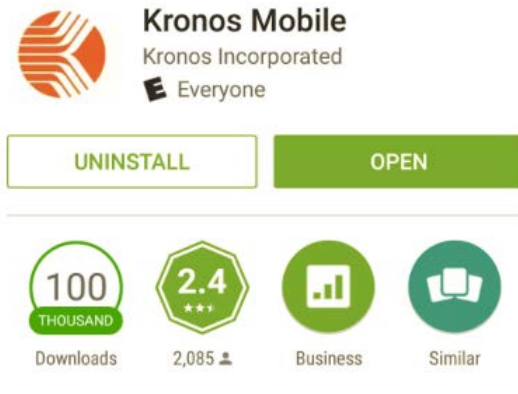 Kronos Mobile
Kronos Incorporated
E Everyone
UNINSTALL OPEN
100 2.4
THOUSAND
Downloads 2,085 Business Similar